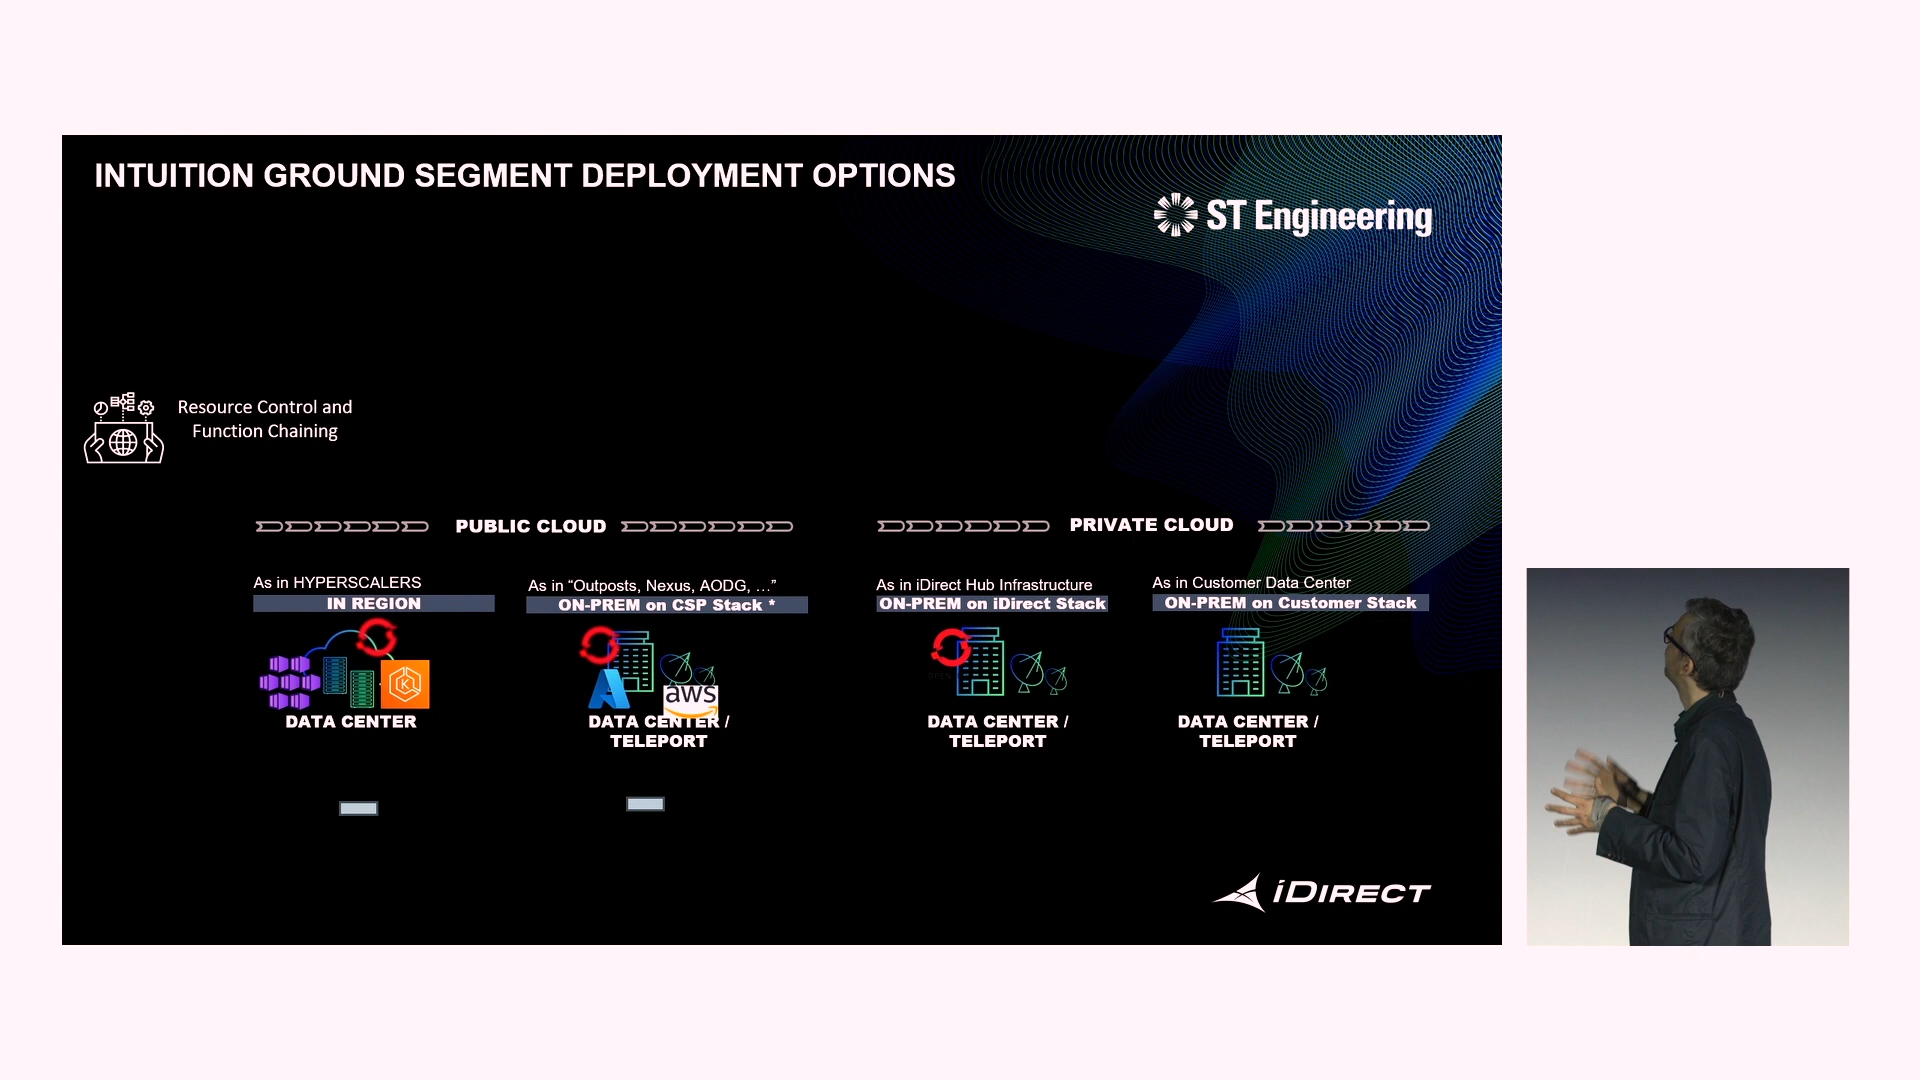 INTUITION GROUND SEGMENT DEPLOYMENT OPTIONS
ST Engineering
Resource Control and
Function Chaining
PUBLIC CLOUD
PRIVATE CLOUD
As in HYPERSCALERS
IN REGION
DATA CENTER
As in “Outposts, Nexus, AODG, …”
ON-PREM on CSP Stack *
aws
DATA CENTER /
TELEPORT
As in iDirect Hub Infrastructure
ON-PREM on iDirect Stack
OPEN
DATA CENTER /
TELEPORT
As in Customer Data Center
ON-PREM on Customer Stack
DATA CENTER /
TELEPORT
iDIRECT